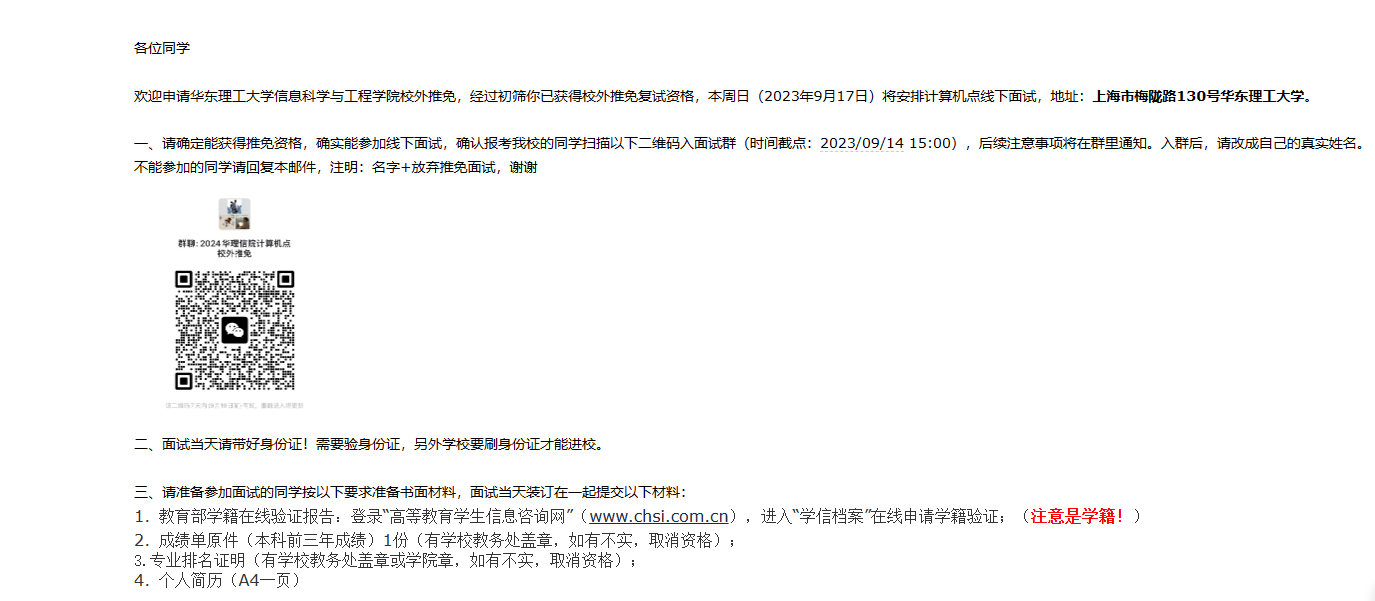 各位同学
欢迎申请华东理工大学信息科学与工程学院校外推免，经过初筛你已获得校外推免复试资格，本周日（2023年9月17日）将安排计算机点线下面试，地址：上海市梅陇路130号华东理工大学。
一、请确定能获得推免资格，确实能参加线下面试，确认报考我校的同学扫描以下二维码入面试群（时间截点：2023/09/14 15:00），后续注意事项将在群里通知。入群后，请改成自己的真实姓名。
不能参加的同学请回复本邮件，注明：名字+放弃推免面试，谢谢
群聊: 2024华理信院计算机点
校外推免
二、面试当天请带好身份证！需要验身份证，另外学校要刷身份证才能进校。
三、请准备参加面试的同学按以下要求准备书面材料，面试当天装订在一起提交以下材料：
1. 教育部学籍在线验证报告：登录“高等教育学生信息咨询网”（www.chsi.com.cn），进入“学信档案”在线申请学籍验证；（注意是学籍！）
2. 成绩单原件（本科前三年成绩）1份（有学校教务处盖章，如有不实，取消资格）；
3. 专业排名证明（有学校教务处盖章或学院章，如有不实，取消资格）；
4. 个人简历（A4一页）